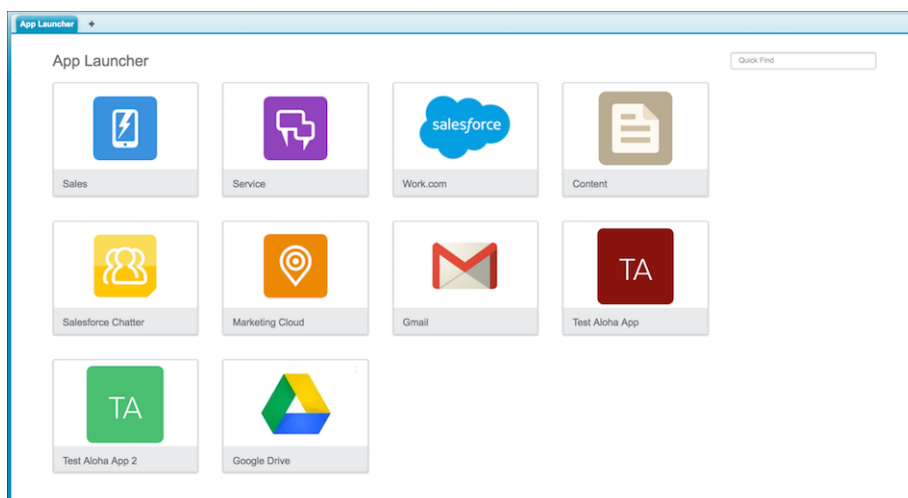 App Launcher +
App Launcher
Quick Find
salesforce
Sales
Service
Work.com
Content
TA
Salesforce Chatter
Marketing Cloud
Gmail
Test Aloha App
TA
Test Aloha App 2
Google Drive